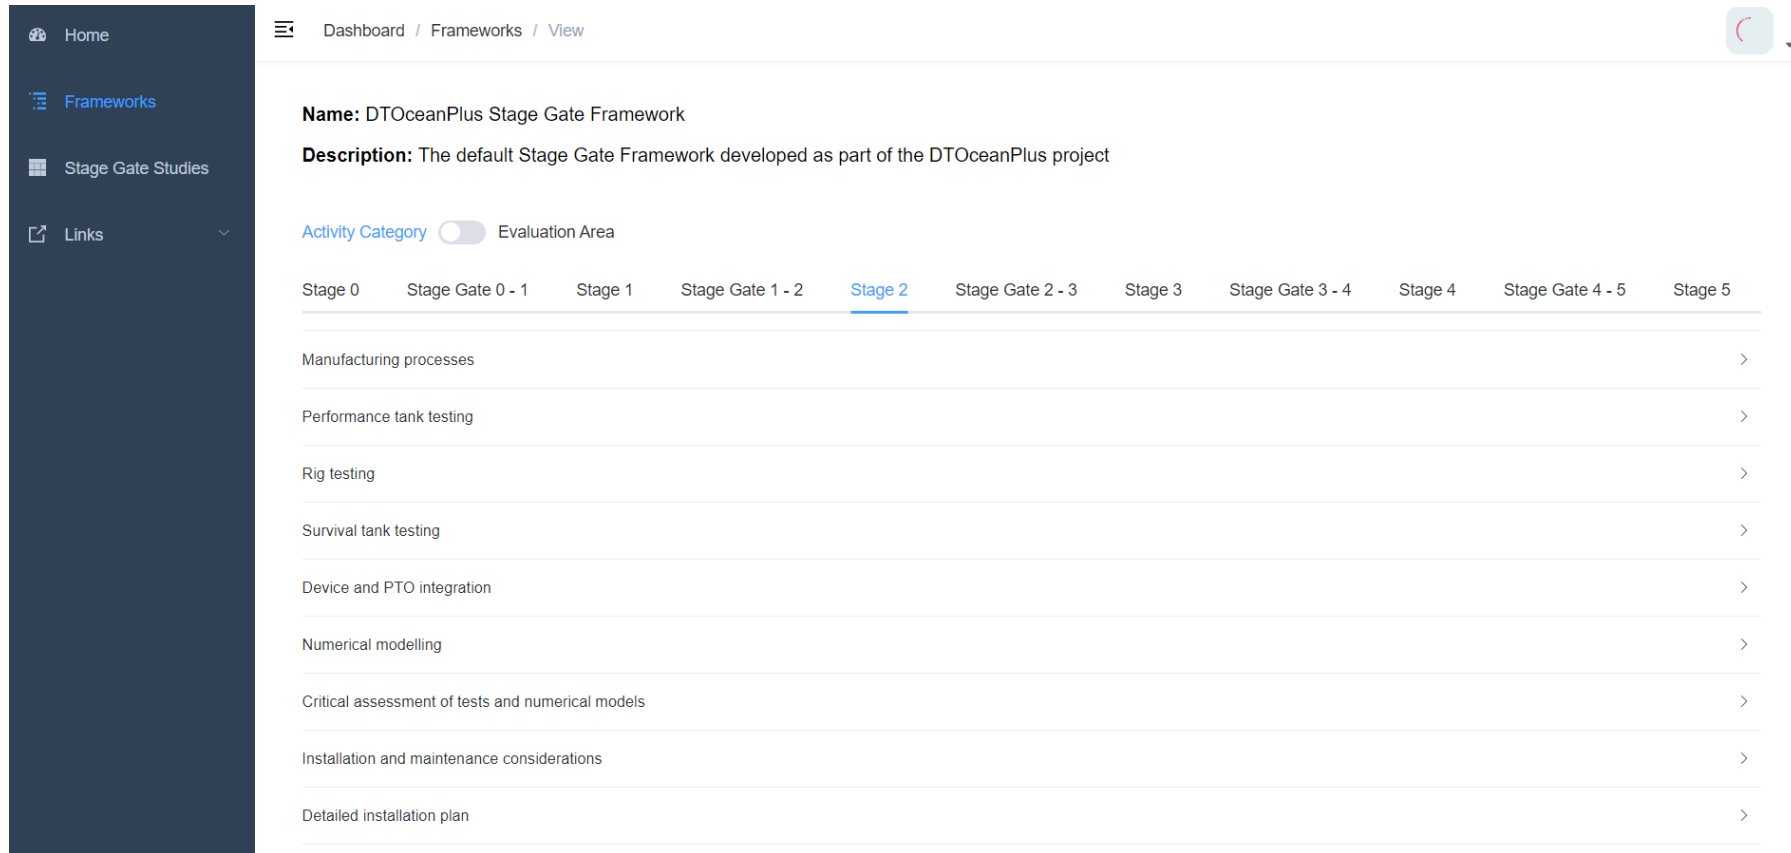 Home
Frameworks
Stage Gate Studies
Links
Dashboard / Frameworks / View
Name: DTOceanPlus Stage Gate Framework
Description: The default Stage Gate Framework developed as part of the DTOceanPlus project
Activity Category Evaluation Area
Stage 0 Stage Gate 0 - 1 Stage 1 Stage Gate 1 - 2 Stage 2 Stage Gate 2 - 3 Stage 3 Stage Gate 3 - 4 Stage 4 Stage Gate 4 - 5 Stage 5
Manufacturing processes
Performance tank testing
Rig testing
Survival tank testing
Device and PTO integration
Numerical modelling
Critical assessment of tests and numerical models
Installation and maintenance considerations
Detailed installation plan